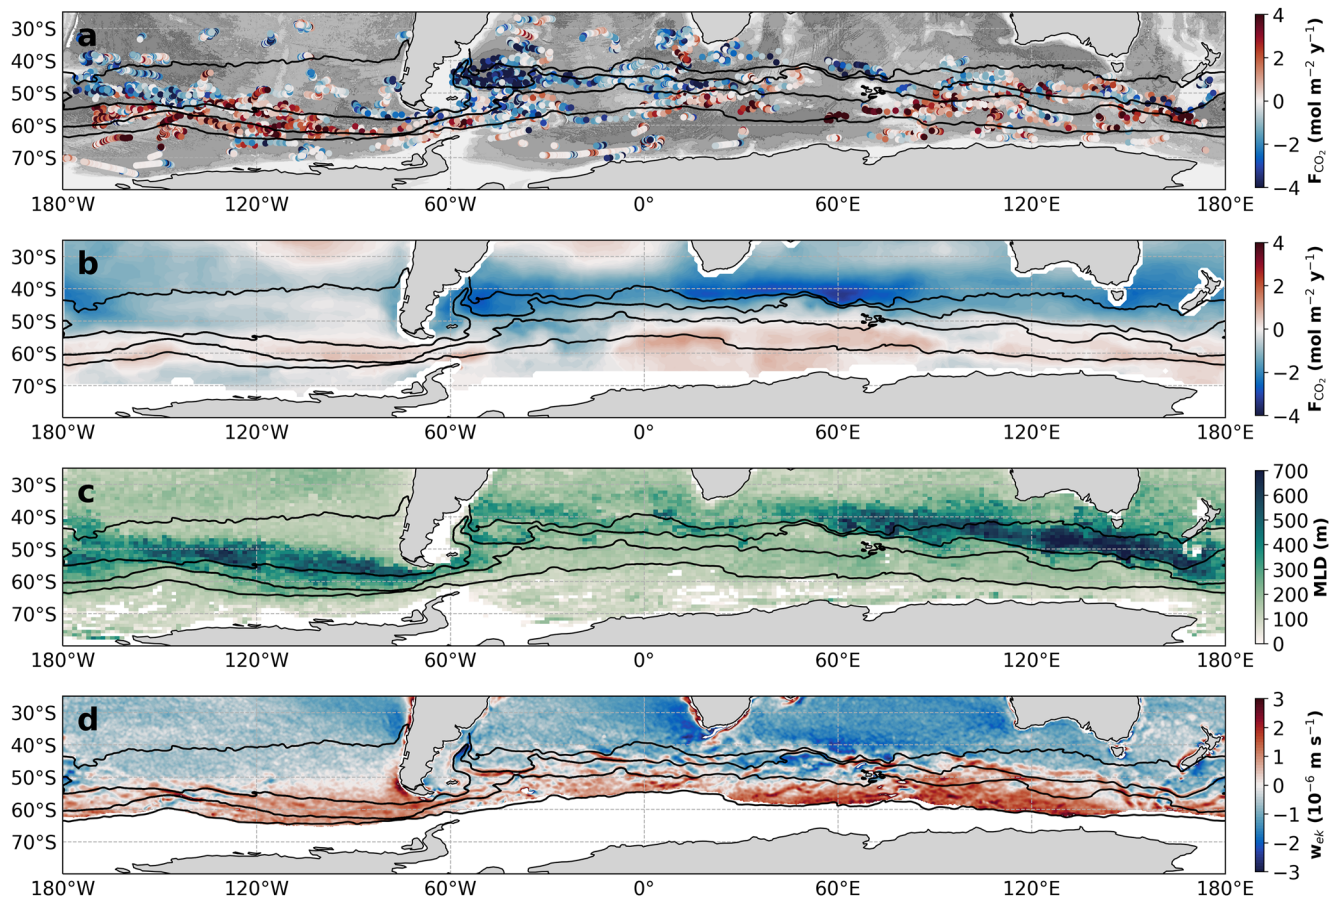 a
30°S
40°S
50°S
60°S
70°S
180°W 120°W 60°W 0° 60°E 120°E 180°E
4
2
0
−2
−4
F_CO₂ (mol m⁻² y⁻¹)
b
30°S
40°S
50°S
60°S
70°S
180°W 120°W 60°W 0° 60°E 120°E 180°E
4
2
0
−2
−4
F_CO₂ (mol m⁻² y⁻¹)
c
30°S
40°S
50°S
60°S
70°S
180°W 120°W 60°W 0° 60°E 120°E 180°E
700
600
500
400
300
200
100
0
MLD (m)
d
30°S
40°S
50°S
60°S
70°S
180°W 120°W 60°W 0° 60°E 120°E 180°E
3
2
1
0
−1
−2
−3
w_ek (10⁻⁶ m s⁻¹)